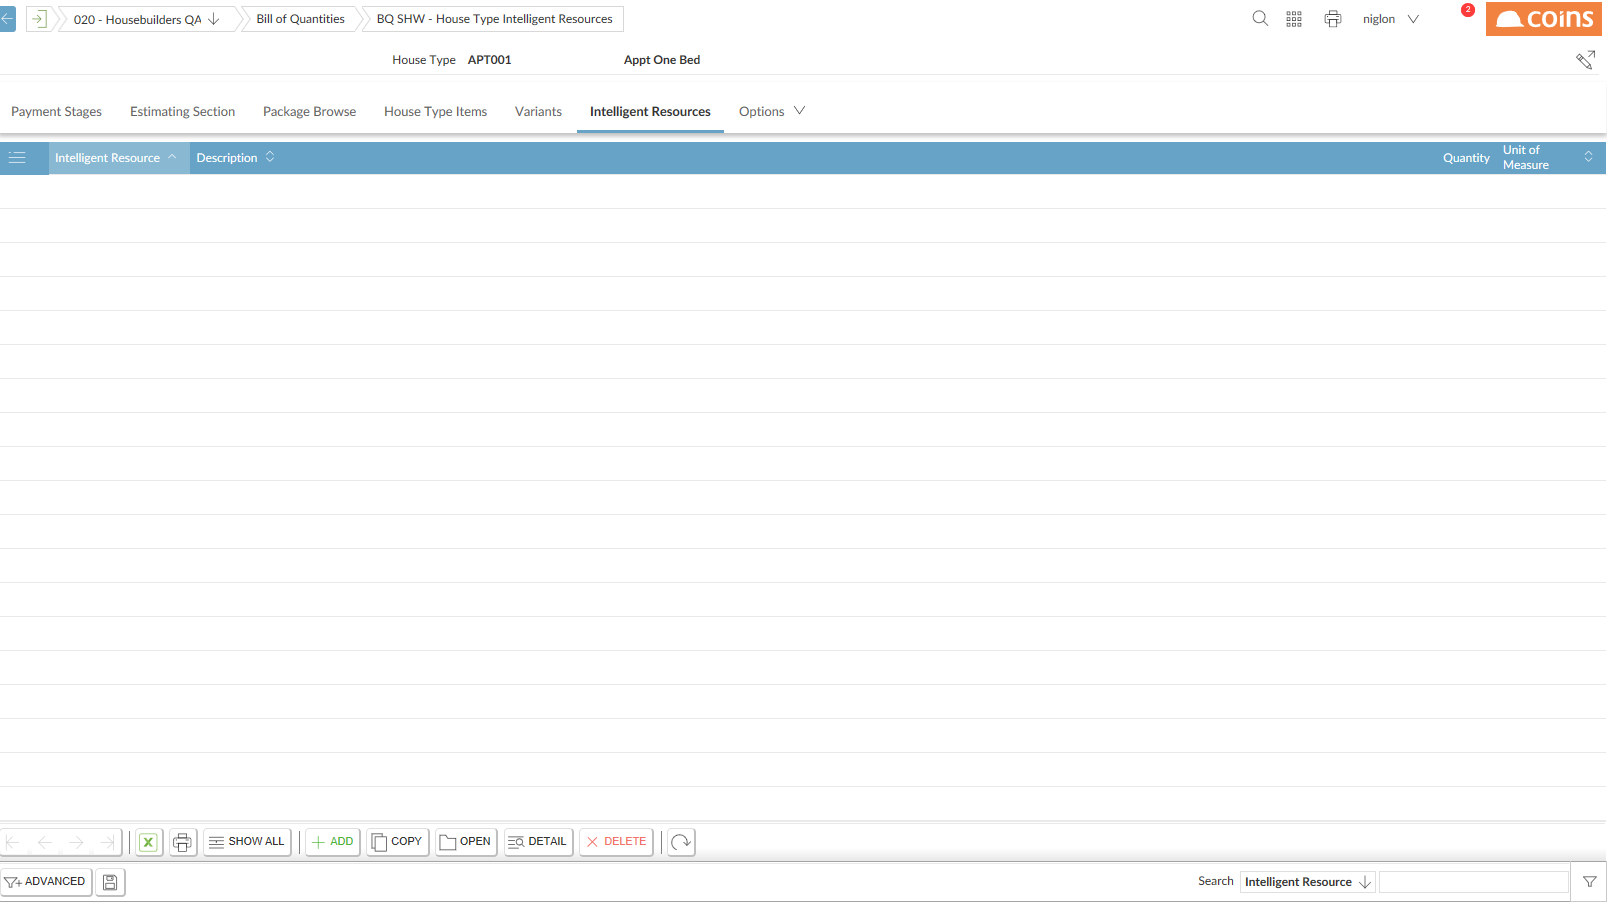 020 - Housebuilders QA
Bill of Quantities
BQ SHW - House Type Intelligent Resources
niglon
2
coins
House Type APT001 Appt One Bed
Payment Stages Estimating Section Package Browse House Type Items Variants Intelligent Resources Options
Intelligent Resource Description Quantity Unit of
Measure
SHOW ALL ADD COPY OPEN DETAIL DELETE
ADVANCED Search Intelligent Resource